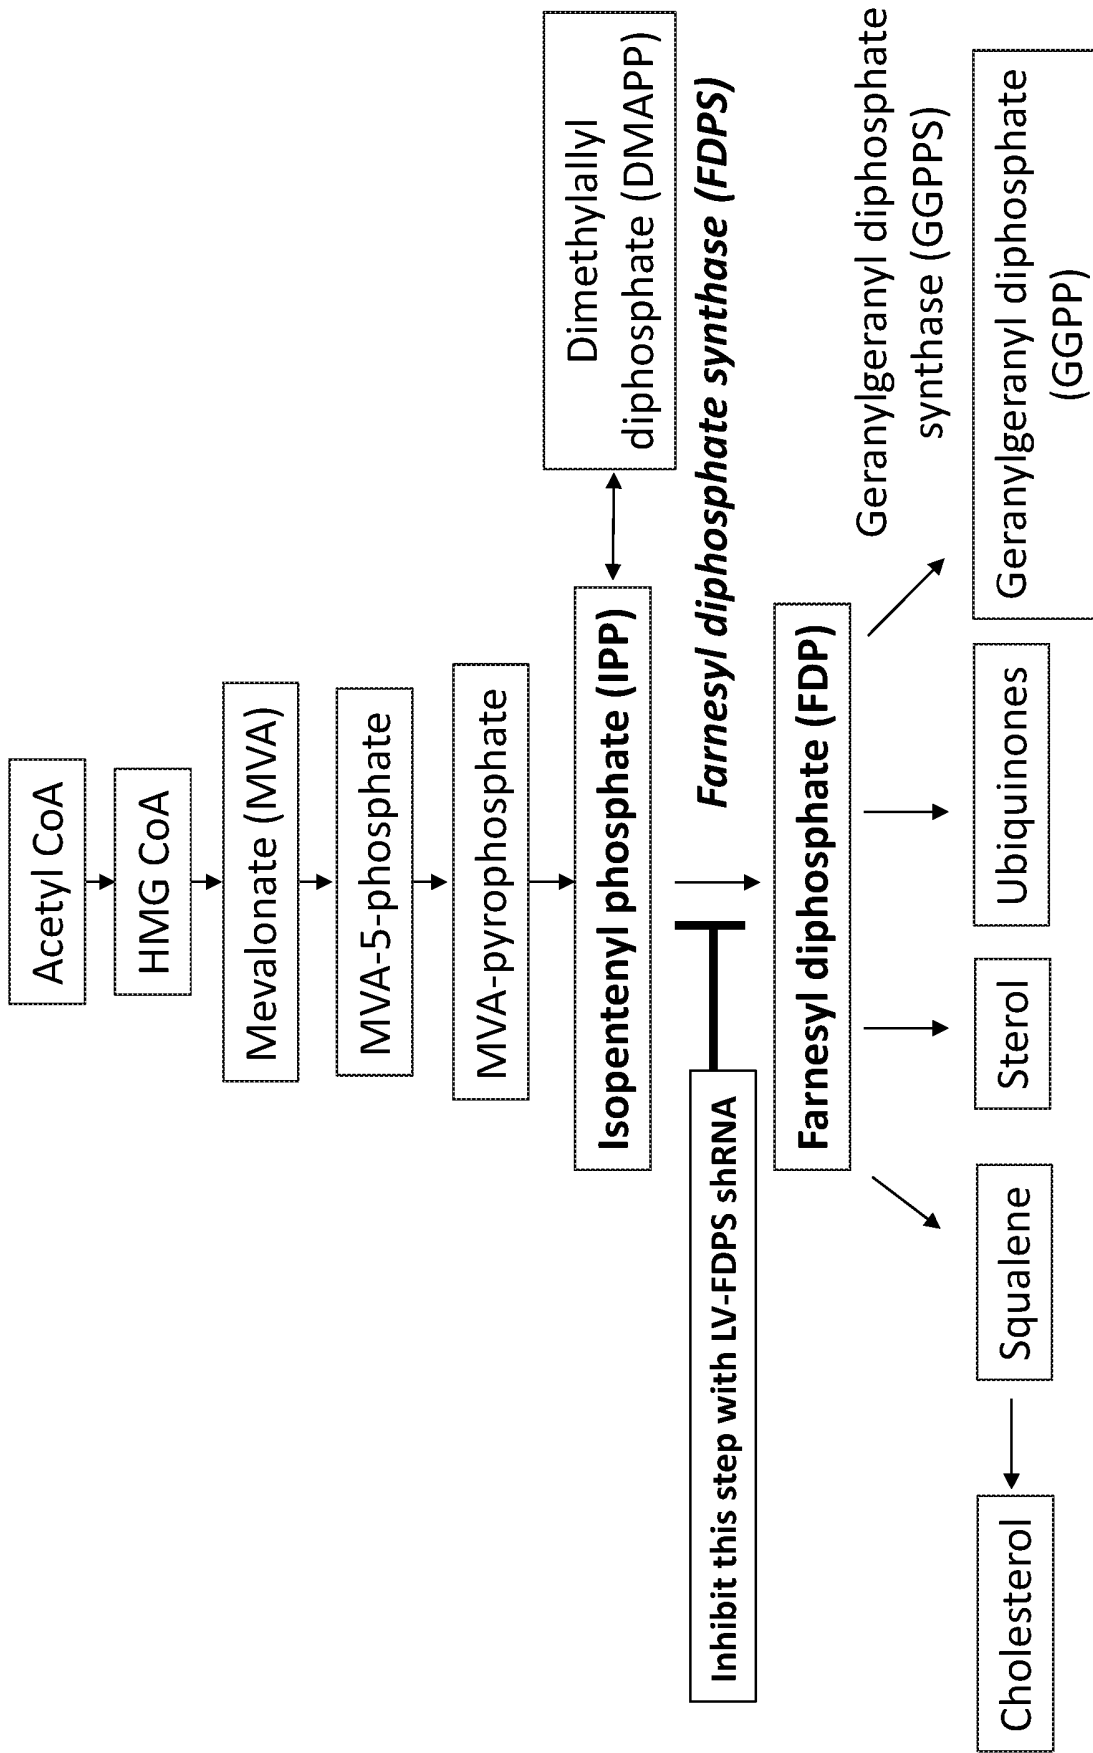 Acetyl CoA
HMG CoA
Mevalonate (MVA)
MVA-5-phosphate
MVA-pyrophosphate
Isopentenyl phosphate (IPP)
Dimethylallyl
diphosphate (DMAPP)
Farnesyl diphosphate synthase (FDPS)
Inhibit this step with LV-FDPS shRNA
Farnesyl diphosphate (FDP)
Geranylgeranyl diphosphate
synthase (GGPPS)
Cholesterol
Squalene
Sterol
Ubiquinones
Geranylgeranyl diphosphate
(GGPP)